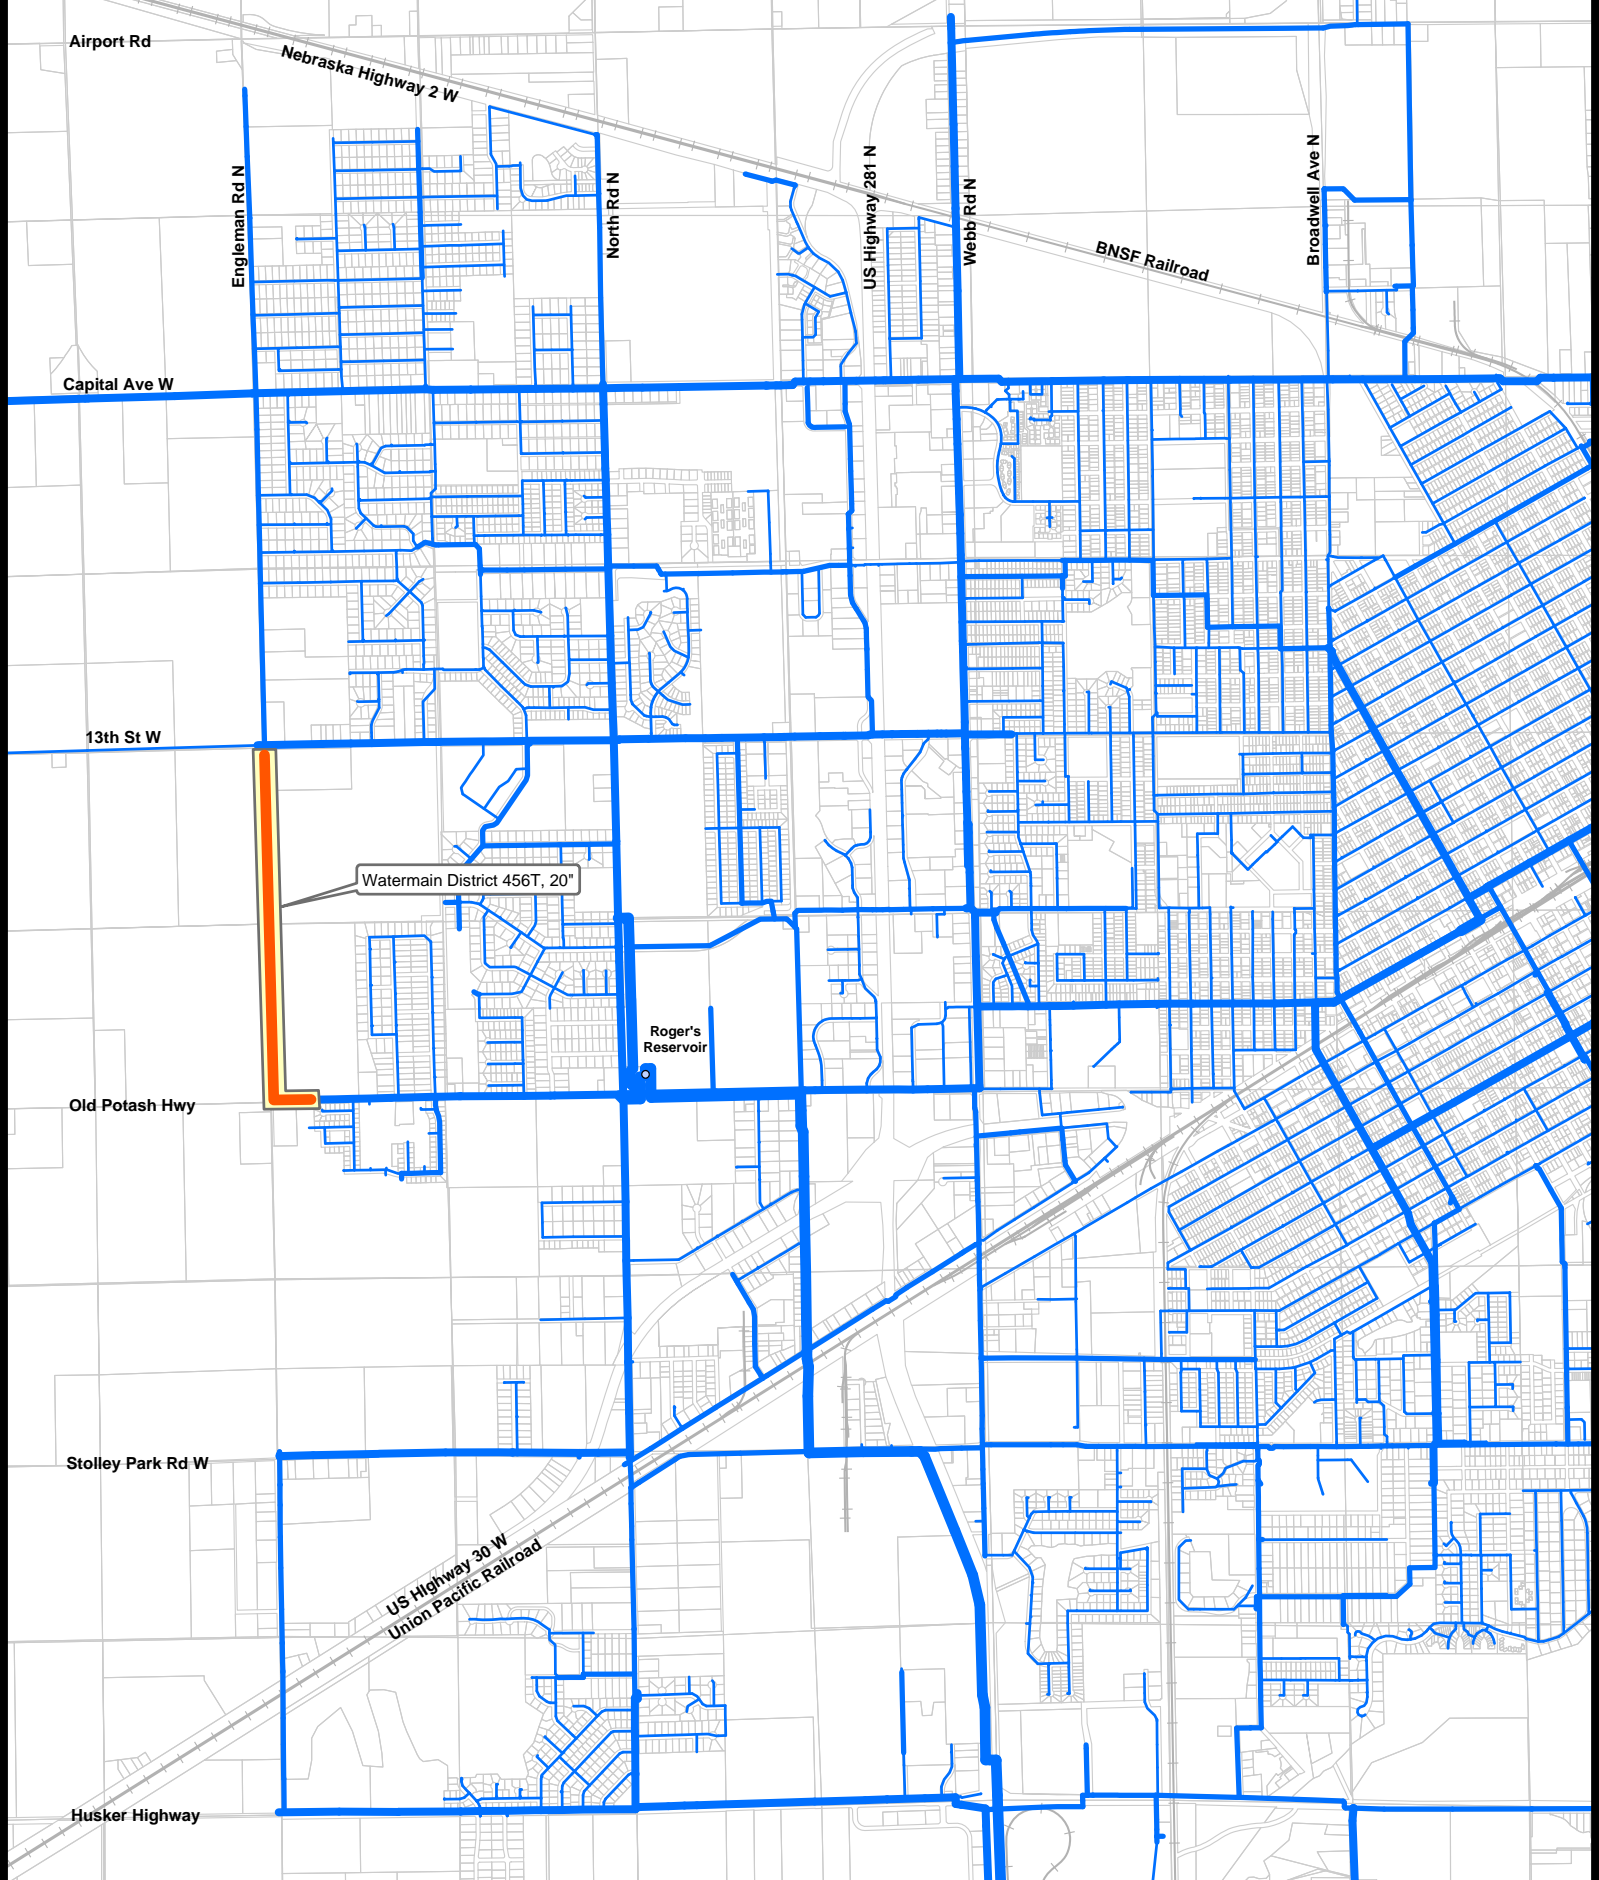 Airport Rd
Nebraska Highway 2 W
Engleman Rd N
North Rd N
US Highway 281 N
Webb Rd N
Broadwell Ave N
BNSF Railroad
Capital Ave W
13th St W
Watermain District 456T, 20"
Roger's
Reservoir
Old Potash Hwy
Stolley Park Rd W
US HIghway 30 W
Union Pacific Railroad
Husker Highway